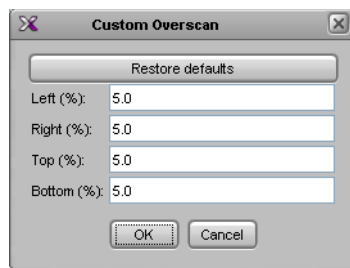 Custom Overscan
Restore defaults
Left (%): 5.0
Right (%): 5.0
Top (%): 5.0
Bottom (%): 5.0
OK Cancel